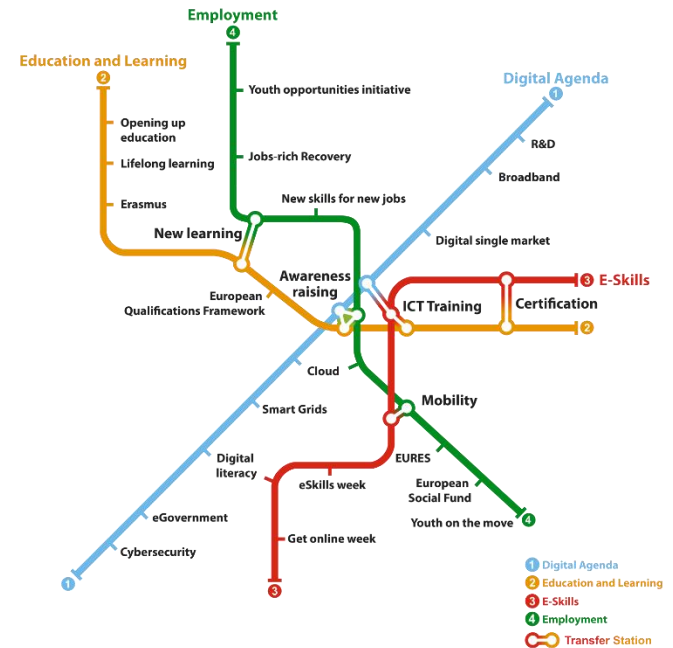 Employment
4
Education and Learning
2
Digital Agenda
1
Youth opportunities initiative
Opening up
education
R&D
Jobs-rich Recovery
Lifelong learning
Broadband
New skills for new jobs
Erasmus
New learning
Digital single market
Awareness
raising
3 E-Skills
European
Qualifications Framework
ICT Training
Certification
2
Cloud
Mobility
Smart Grids
Digital
literacy
EURES
eSkills week
European
Social Fund
eGovernment
Youth on the move
4
Get online week
Cybersecurity
1
3
1 Digital Agenda
2 Education and Learning
3 E-Skills
4 Employment
Transfer Station